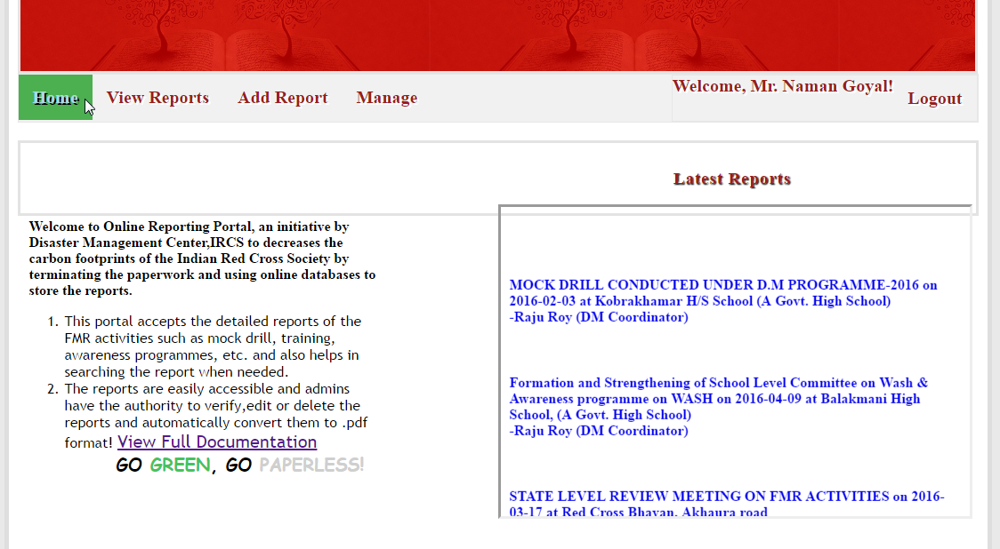 Home View Reports Add Report Manage Welcome, Mr. Naman Goyal! Logout
Latest Reports
Welcome to Online Reporting Portal, an initiative by
Disaster Management Center,IRCS to decreases the
carbon footprints of the Indian Red Cross Society by
terminating the paperwork and using online databases to
store the reports.
1. This portal accepts the detailed reports of the
FMR activities such as mock drill, training,
awareness programmes, etc. and also helps in
searching the report when needed.
2. The reports are easily accessible and admins
have the authority to verify,edit or delete the
reports and automatically convert them to .pdf
format! View Full Documentation
GO GREEN, GO PAPERLESS!
MOCK DRILL CONDUCTED UNDER D.M PROGRAMME-2016 on
2016-02-03 at Kobrakhamar H/S School (A Govt. High School)
-Raju Roy (DM Coordinator)
Formation and Strengthening of School Level Committee on Wash &
Awareness programme on WASH on 2016-04-09 at Balakmani High
School, (A Govt. High School)
-Raju Roy (DM Coordinator)
STATE LEVEL REVIEW MEETING ON FMR ACTIVITIES on 2016-
03-17 at Red Cross Bhavan, Akhaura road